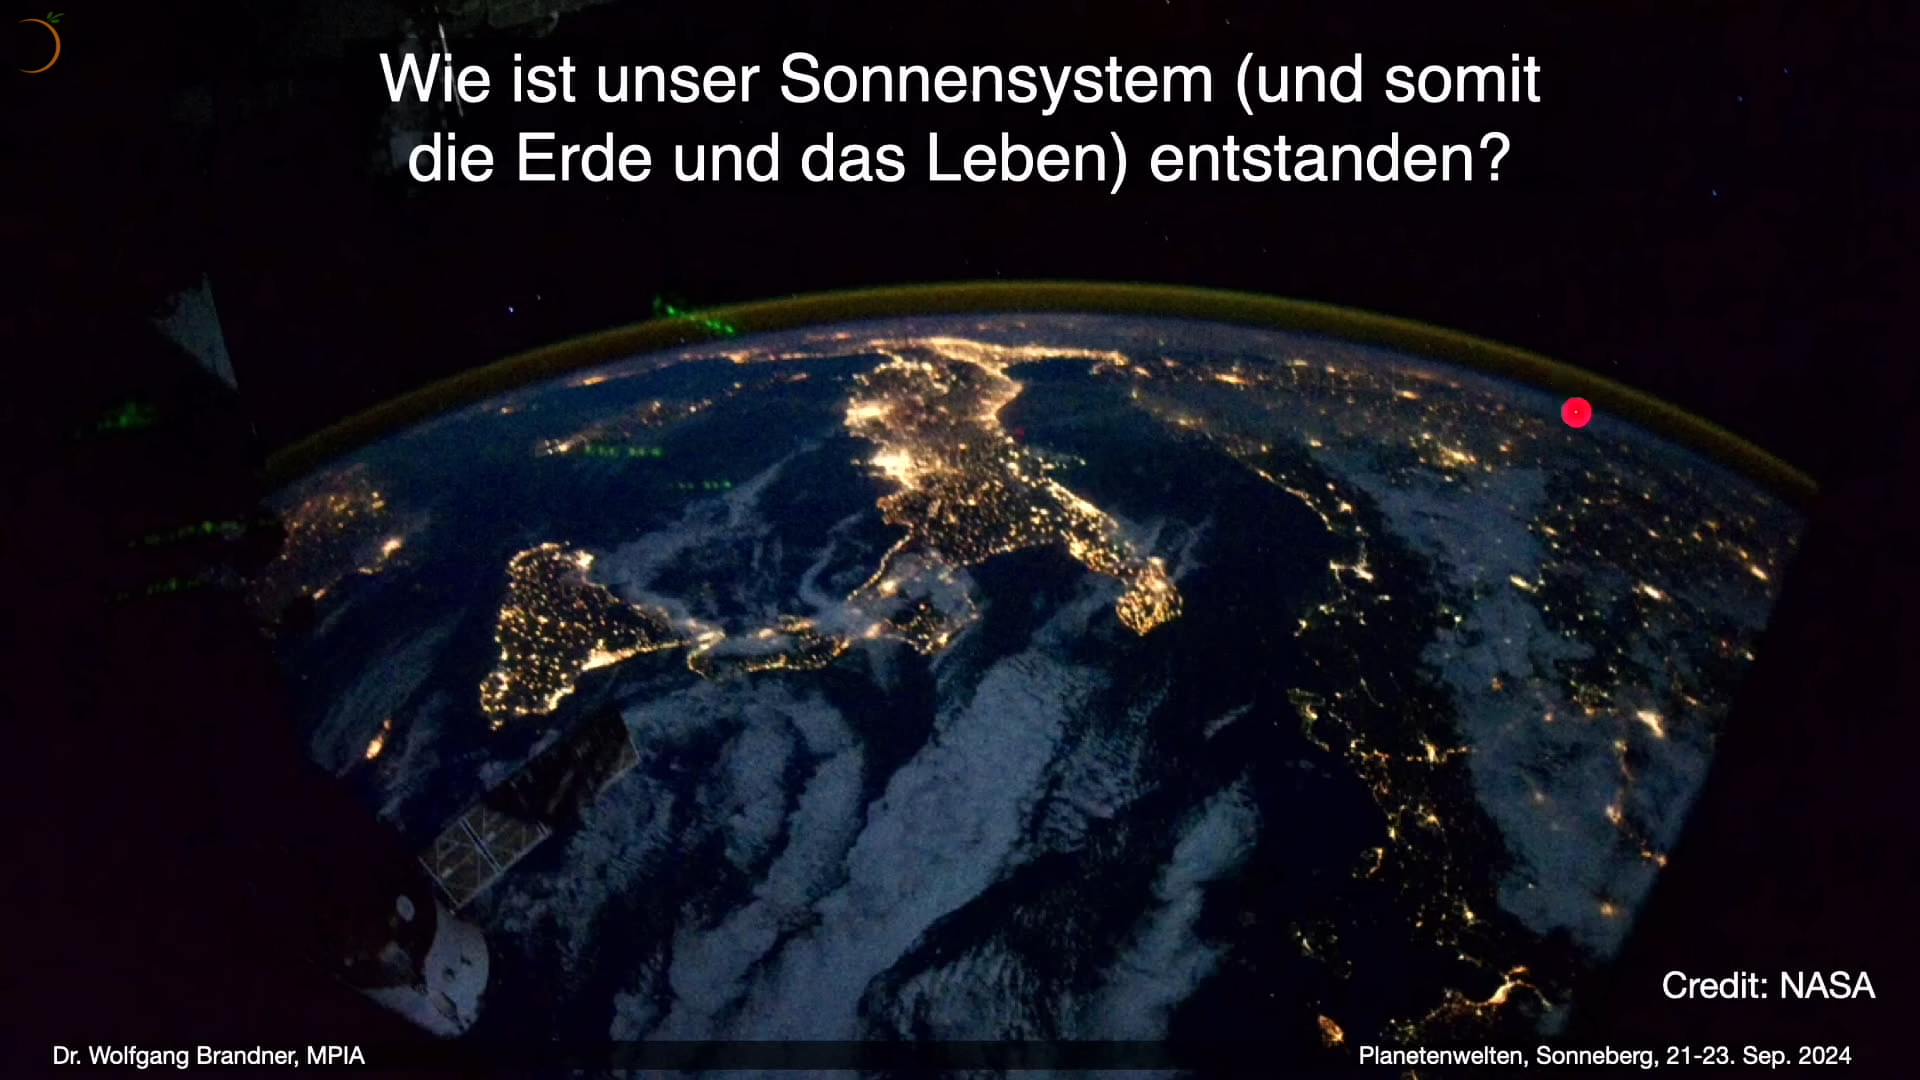 Wie ist unser Sonnensystem (und somit
die Erde und das Leben) entstanden?
Credit: NASA
Dr. Wolfgang Brandner, MPIA
Planetenwelten, Sonneberg, 21-23. Sep. 2024